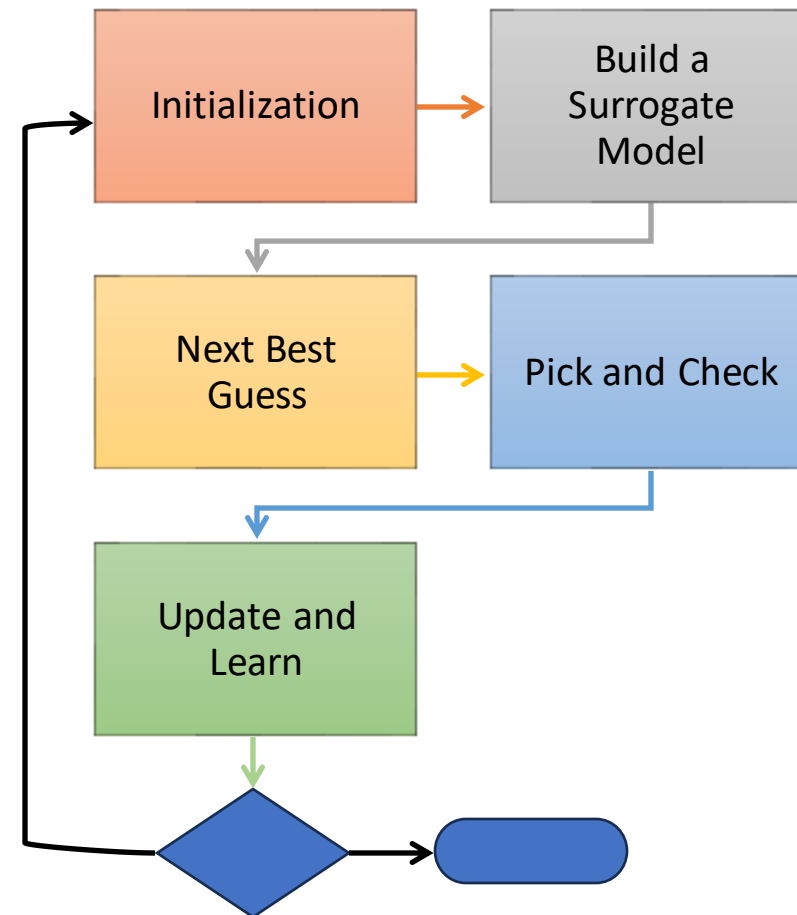 Initialization
Build a
Surrogate
Model
Next Best
Guess
Pick and Check
Update and
Learn